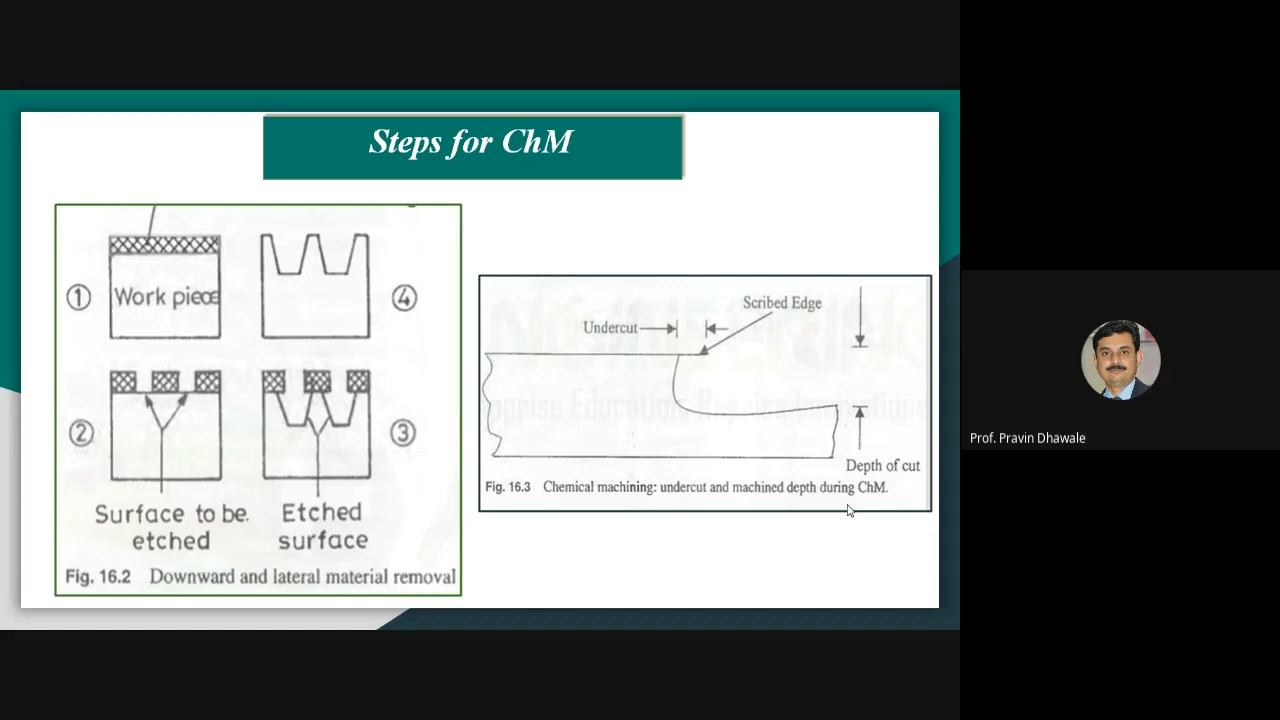 Steps for ChM
① Work piece
④
②
③
Surface to be.
etched
Etched
surface
Fig. 16.2 Downward and lateral material removal
Undercut
Scribed Edge
Depth of cut
Fig. 16.3 Chemical machining: undercut and machined depth during ChM.
Prof. Pravin Dhawale